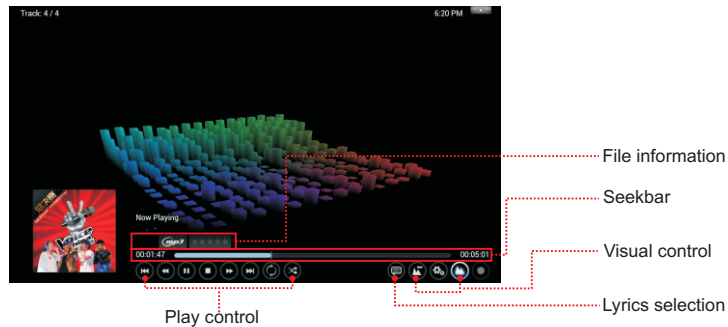 Track: 4 / 4
6:20 PM
File information
Seekbar
Now Playing
mp3
00:01:47
00:05:01
Visual control
Lyrics selection
Play control